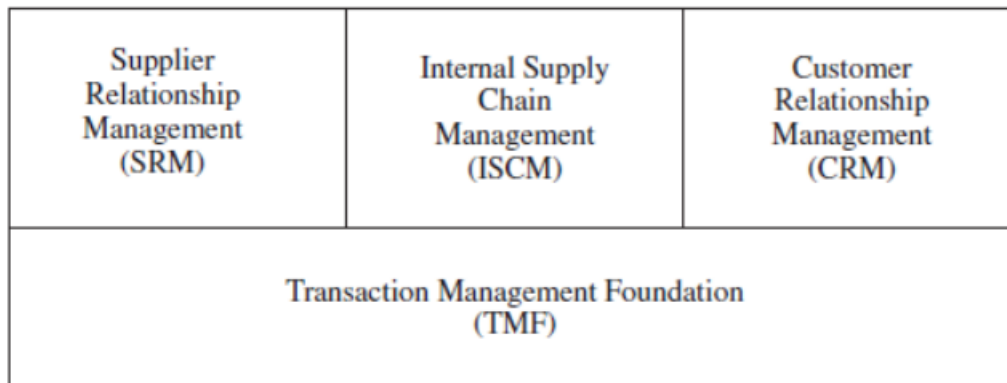 Supplier
Relationship
Management
(SRM)
Internal Supply
Chain
Management
(ISCM)
Customer
Relationship
Management
(CRM)
Transaction Management Foundation
(TMF)